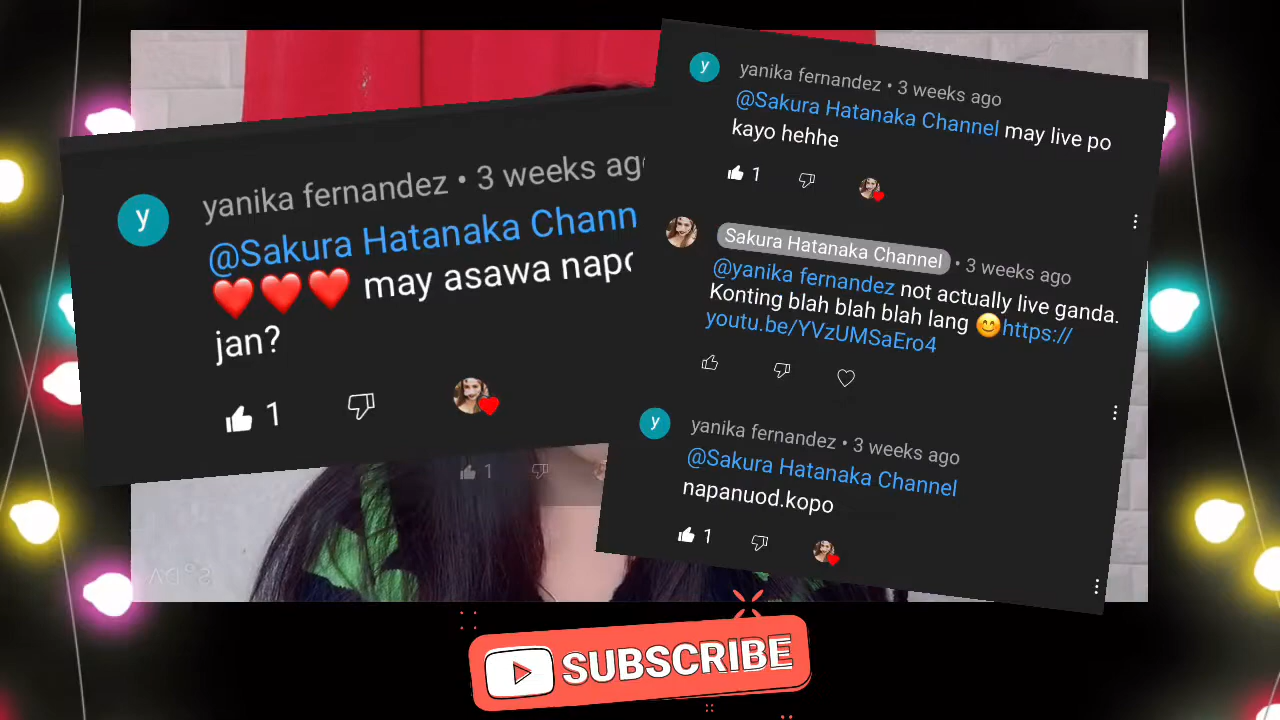 y
yanika fernandez • 3 weeks ag
@Sakura Hatanaka Chann
❤️❤️❤️ may asawa napo
jan?
1
1
y
yanika fernandez • 3 weeks ago
@Sakura Hatanaka Channel may live po
kayo hehhe
1
Sakura Hatanaka Channel • 3 weeks ago
@yanika fernandez not actually live ganda.
Konting blah blah blah lang 😊https://
youtu.be/YVzUMSaEro4
y
yanika fernandez • 3 weeks ago
@Sakura Hatanaka Channel
napanuod.kopo
1
SUBSCRIBE